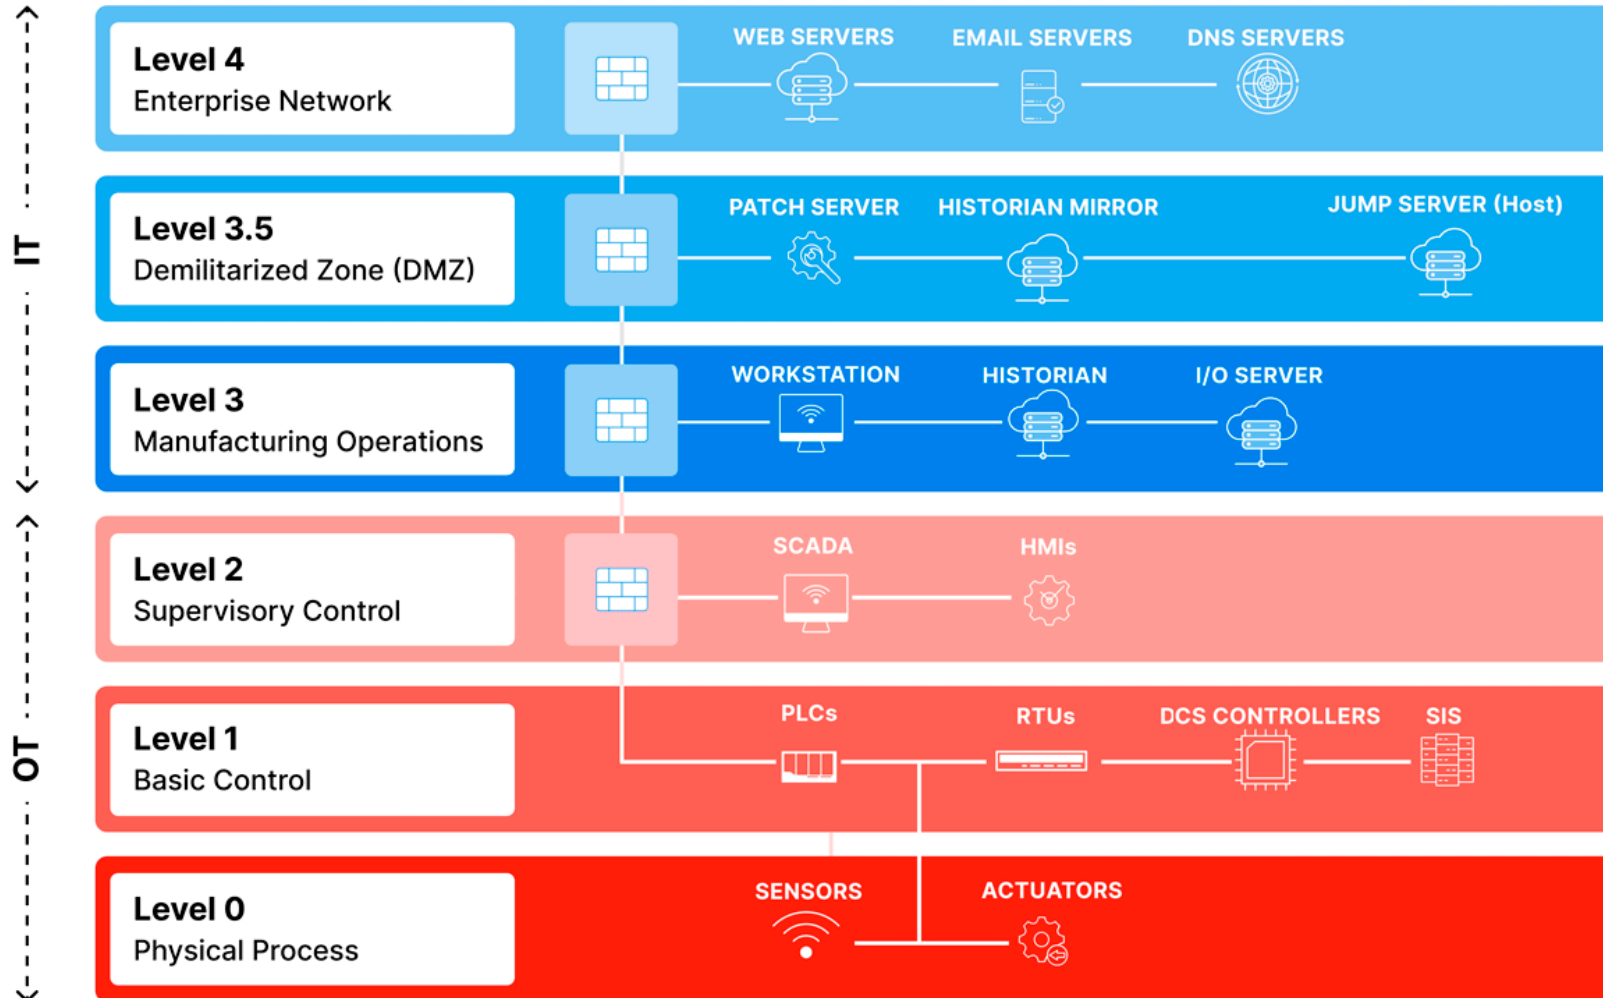 IT
OT
Level 4
Enterprise Network
WEB SERVERS
EMAIL SERVERS
DNS SERVERS
Level 3.5
Demilitarized Zone (DMZ)
PATCH SERVER
HISTORIAN MIRROR
JUMP SERVER (Host)
Level 3
Manufacturing Operations
WORKSTATION
HISTORIAN
I/O SERVER
Level 2
Supervisory Control
SCADA
HMIs
Level 1
Basic Control
PLCs
RTUs
DCS CONTROLLERS
SIS
Level 0
Physical Process
SENSORS
ACTUATORS